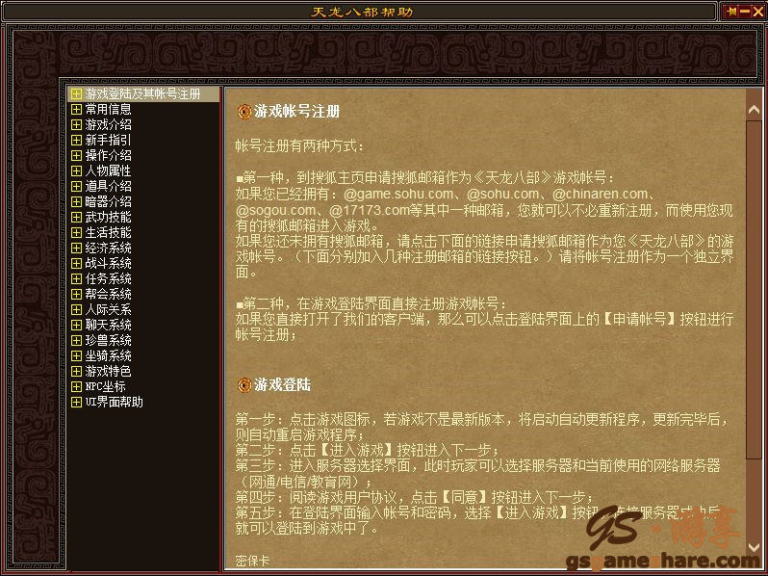 天龙八部帮助
游戏登陆及其帐号注册
常用信息
游戏介绍
新手指引
操作介绍
人物属性
道具介绍
暗器介绍
武功技能
生活技能
经济系统
战斗系统
任务系统
帮会系统
人际关系
聊天系统
珍兽系统
坐骑系统
游戏特色
NPC坐标
UI界面帮助
游戏帐号注册
帐号注册有两种方式：
■第一种，到搜狐主页申请搜狐邮箱作为《天龙八部》游戏帐号：
如果您已经拥有：@game.sohu.com、@sohu.com、@chinaren.com、
@sogou.com、@17173.com等其中一种邮箱，您就可以不必重新注册，而使用您现
有的搜狐邮箱进入游戏。
如果您还未拥有搜狐邮箱，请点击下面的链接申请搜狐邮箱作为您《天龙八部》的游
戏帐号。（下面分别加入几种注册邮箱的链接按钮。）请将帐号注册作为一个独立界
面。
■第二种，在游戏登陆界面直接注册游戏帐号：
如果您直接打开了我们的客户端，那么可以点击登陆界面上的【申请帐号】按钮进行
帐号注册；
游戏登陆
第一步：点击游戏图标，若游戏不是最新版本，将启动自动更新程序，更新完毕后，
则自动重启游戏程序；
第二步：点击【进入游戏】按钮进入下一步；
第三步：进入服务器选择界面，此时玩家可以选择服务器和当前使用的网络服务器
（网通/电信/教育网）；
第四步：阅读游戏用户协议，点击【同意】按钮进入下一步；
第五步：在登陆界面输入帐号和密码，选择【进入游戏】按钮，连接服务器成功后
就可以登陆到游戏中了。
密保卡
GS·游享
gsgameshare.com